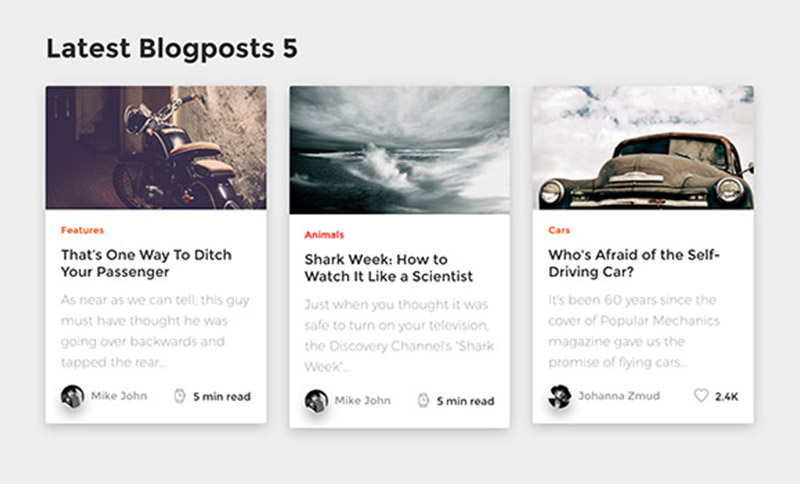 Latest Blogposts 5
Features
That's One Way To Ditch
Your Passenger
As near as we can tell, this guy
must have thought he was
going over backwards and
tapped the rear...
Mike John
5 min read
Animals
Shark Week: How to
Watch It Like a Scientist
Just when you thought it was
safe to turn on your television,
the Discovery Channel's "Shark
Week"...
Mike John
5 min read
Cars
Who's Afraid of the Self-
Driving Car?
It's been 60 years since the
cover of Popular Mechanics
magazine gave us the
promise of flying cars...
Johanna Zmud
2.4K